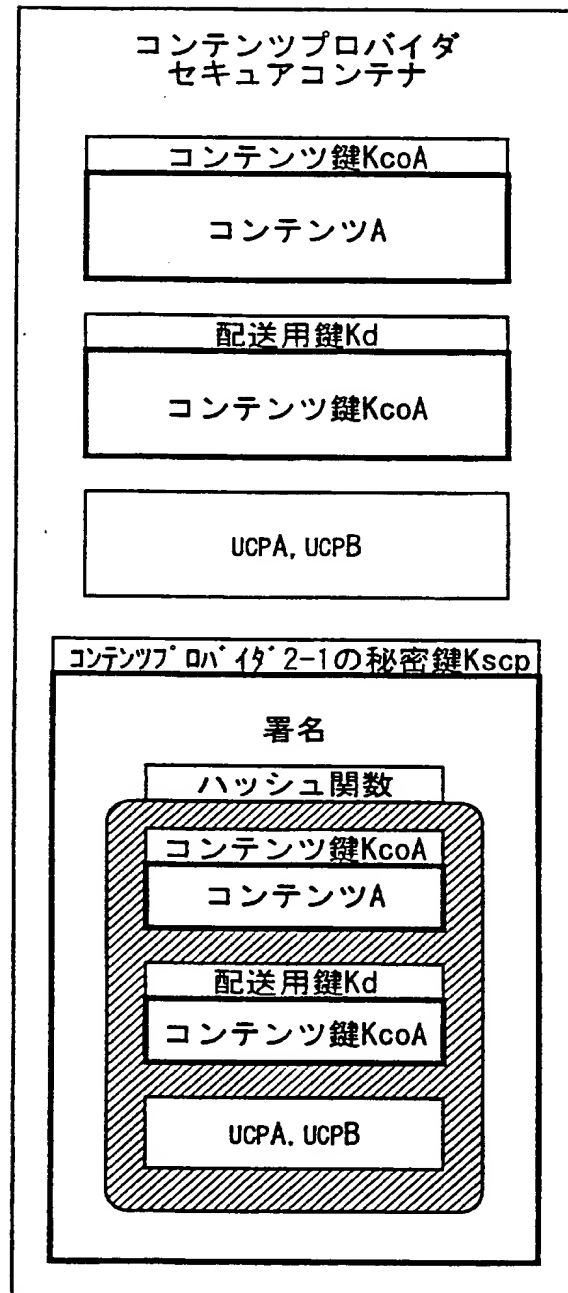 コンテンツプロバイダ
セキュアコンテナ
コンテンツ鍵KcoA
コンテンツA
配送用鍵Kd
コンテンツ鍵KcoA
UCPA, UCPB
ｺﾝﾃﾝﾂﾌﾟﾛﾊﾞｲﾀﾞ2-1の秘密鍵Kscp
署名
ハッシュ関数
コンテンツ鍵KcoA
コンテンツA
配送用鍵Kd
コンテンツ鍵KcoA
UCPA, UCPB